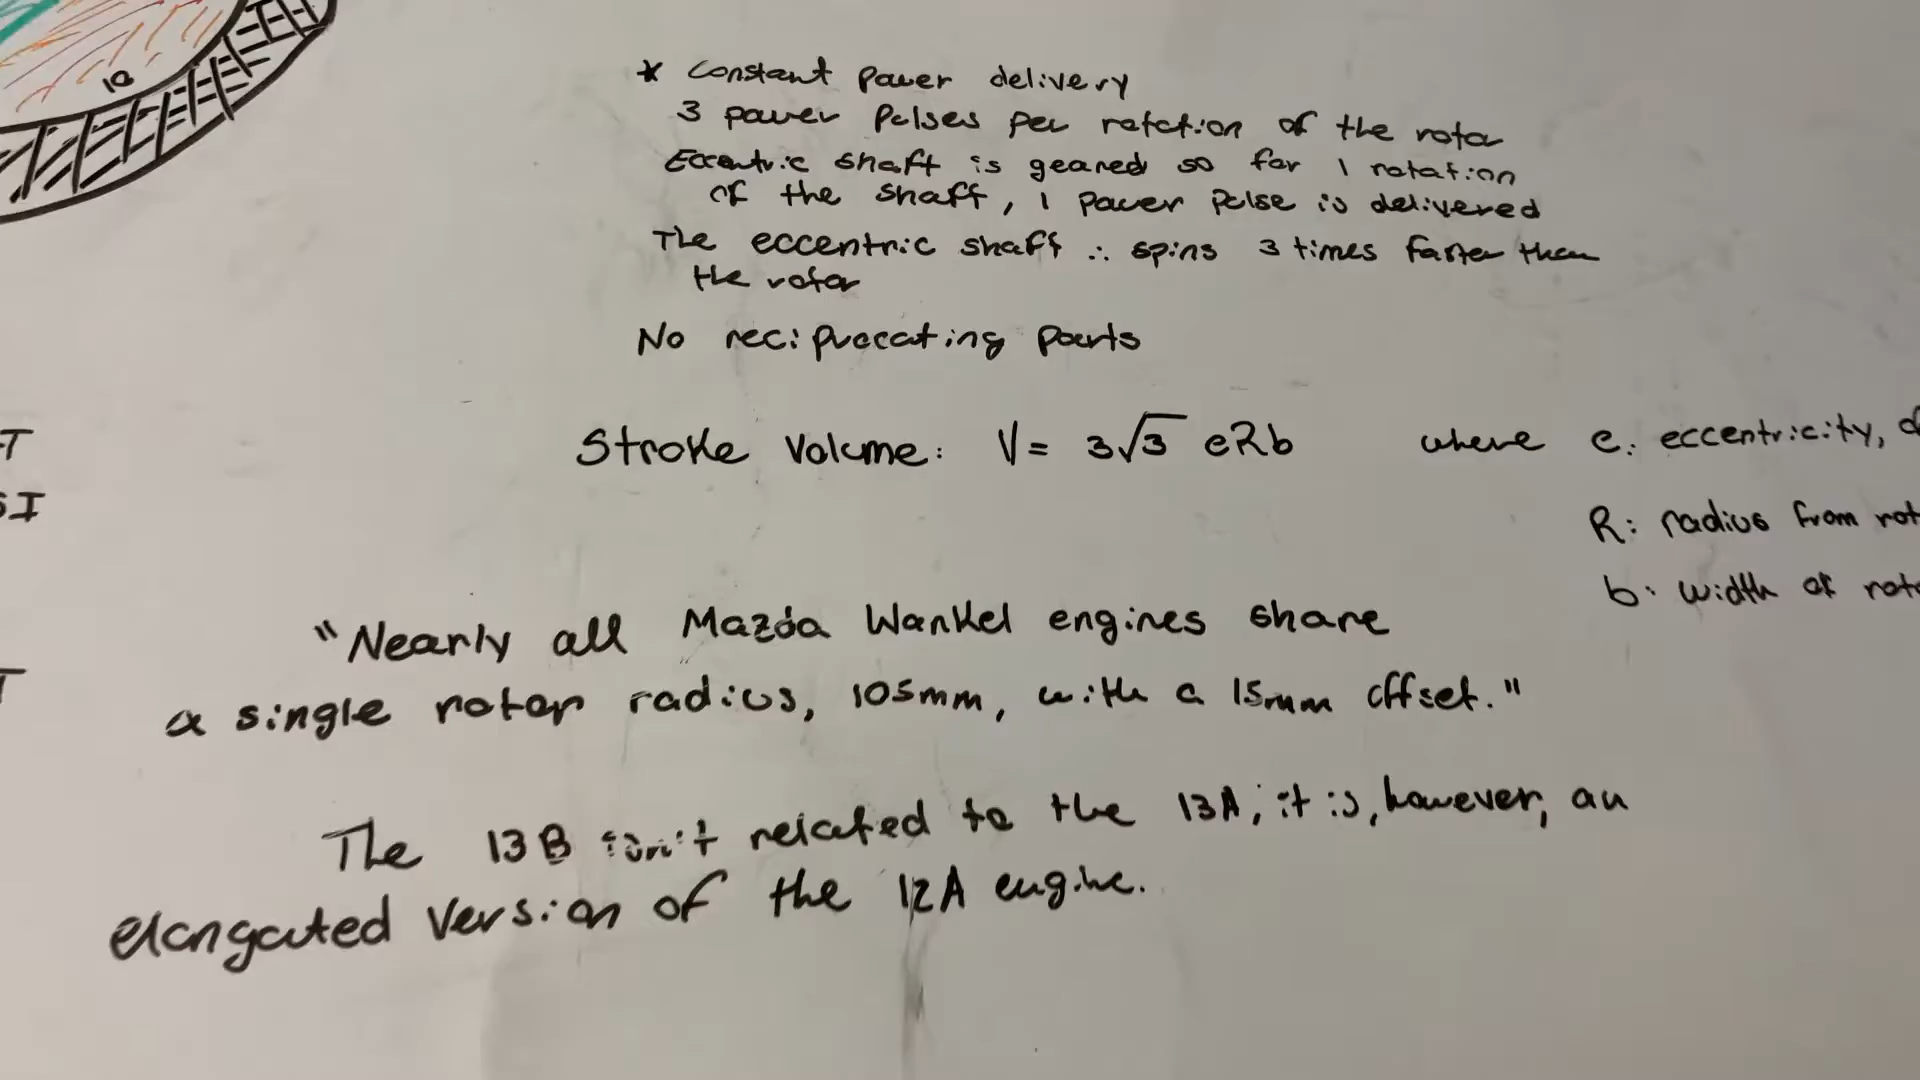 10
* Constant power delivery
3 power Pulses per rotation of the rotor
Eccentric shaft is geared so for 1 rotation
of the shaft, 1 power pulse is delivered
The eccentric shaft ∴ spins 3 times faster than
the rotor
No reciprocating parts
Stroke Volume: V = 3√3 eRb where e: eccentricity,
R: radius from
b: width of
T
SI
"Nearly all Mazda Wankel engines share
a single rotor radius, 105mm, with a 15mm offset."
T
The 13B isn't related to the 13A; it is, however, an
elongated version of the 12A engine.